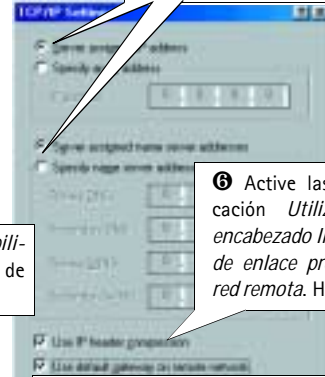 TCP/IP Settings
Server assigned IP address
Specify an IP address
Server assigned name server addresses
Specify name server addresses
❻ Active las
cación Utiliz
encabezado I
de enlace pr
red remota. H
bili-
de
Use IP header compression
Use default gateway on remote network